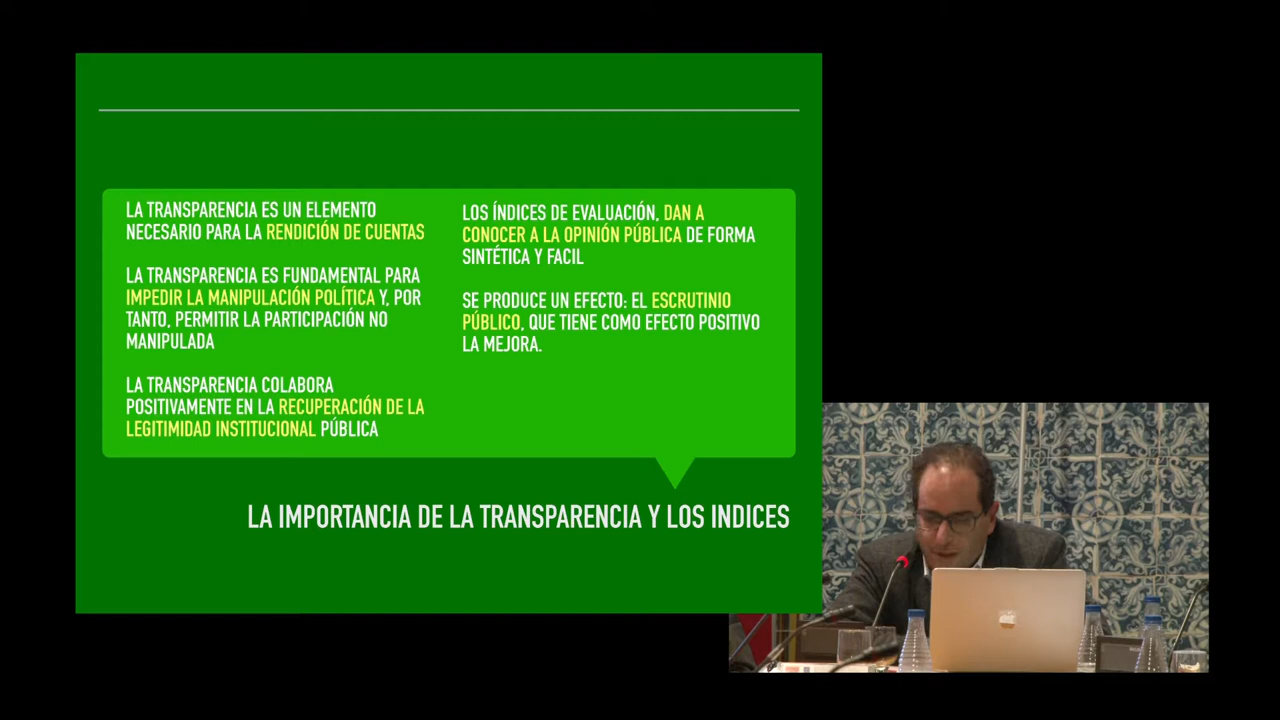 LA TRANSPARENCIA ES UN ELEMENTO
NECESARIO PARA LA RENDICIÓN DE CUENTAS
LA TRANSPARENCIA ES FUNDAMENTAL PARA
IMPEDIR LA MANIPULACIÓN POLÍTICA Y, POR
TANTO, PERMITIR LA PARTICIPACIÓN NO
MANIPULADA
LA TRANSPARENCIA COLABORA
POSITIVAMENTE EN LA RECUPERACIÓN DE LA
LEGITIMIDAD INSTITUCIONAL PÚBLICA
LOS ÍNDICES DE EVALUACIÓN, DAN A
CONOCER A LA OPINIÓN PÚBLICA DE FORMA
SINTÉTICA Y FACIL
SE PRODUCE UN EFECTO: EL ESCRUTINIO
PÚBLICO, QUE TIENE COMO EFECTO POSITIVO
LA MEJORA.
LA IMPORTANCIA DE LA TRANSPARENCIA Y LOS INDICES